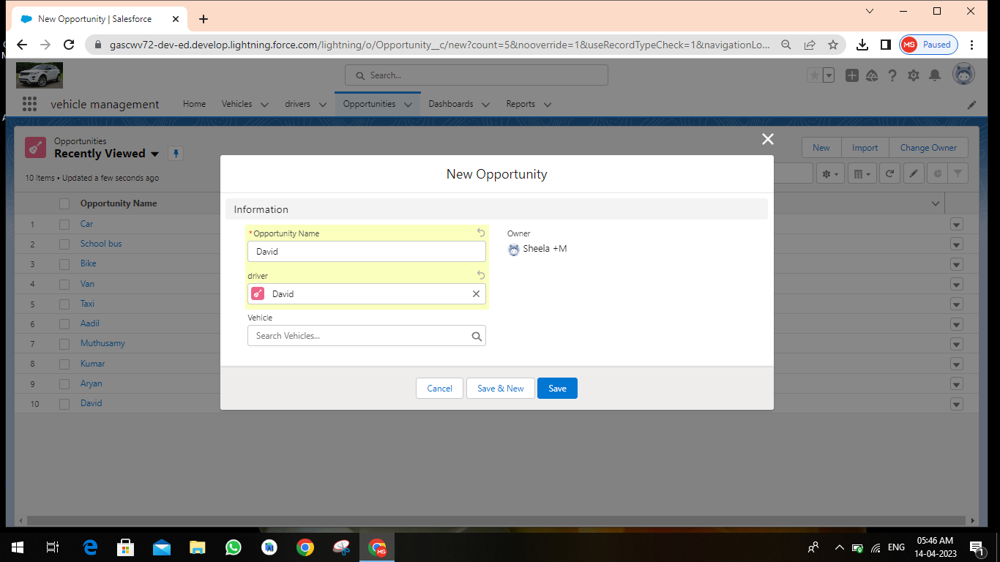 New Opportunity | Salesforce
gascwv72-dev-ed.develop.lightning.force.com/lightning/o/Opportunity__c/new?count=5&nooverride=1&useRecordTypeCheck=1&navigationLo...
MS Paused
Search...
vehicle management Home Vehicles drivers Opportunities Dashboards Reports
Opportunities
Recently Viewed
New Import Change Owner
10 items • Updated a few seconds ago
New Opportunity
Opportunity Name
Information
1 Car
2 School bus
3 Bike
4 Van
5 Taxi
6 Aadil
7 Muthusamy
8 Kumar
9 Aryan
10 David
*Opportunity Name
David
Owner
Sheela +M
driver
David
Vehicle
Search Vehicles...
Cancel Save & New Save
MS
ENG
05:46 AM
14-04-2023
1